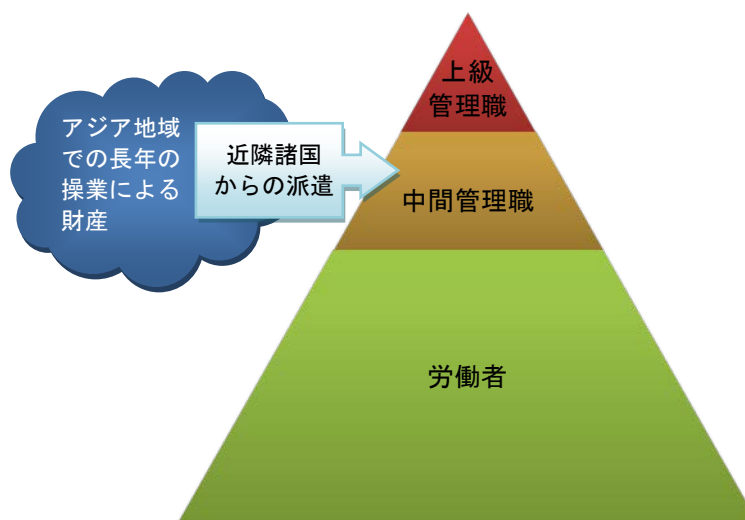 上級
管理職
アジア地域
での長年の
操業による
財産
近隣諸国
からの派遣
中間管理職
労働者